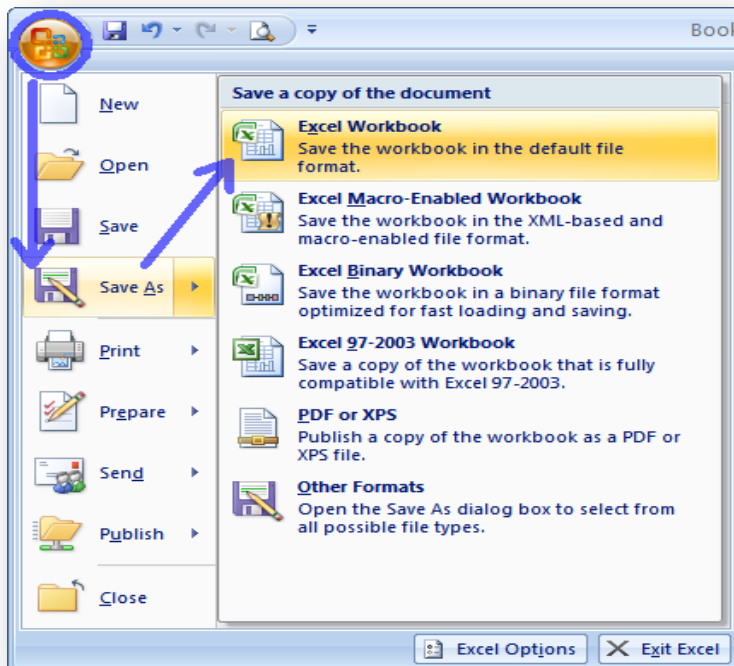 Book
New
Open
Save
Save As
Print
Prepare
Send
Publish
Close
Save a copy of the document
Excel Workbook
Save the workbook in the default file
format.
Excel Macro-Enabled Workbook
Save the workbook in the XML-based and
macro-enabled file format.
Excel Binary Workbook
Save the workbook in a binary file format
optimized for fast loading and saving.
Excel 97-2003 Workbook
Save a copy of the workbook that is fully
compatible with Excel 97-2003.
PDF or XPS
Publish a copy of the workbook as a PDF or
XPS file.
Other Formats
Open the Save As dialog box to select from
all possible file types.
Excel Options
Exit Excel